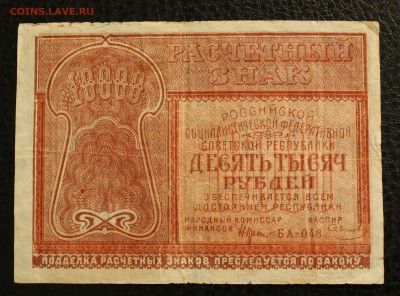 COINS.LAVE.RU
РАСЧЕТНЫЙ
ЗНАК
10000
РОССИЙСКОЙ
СОЦИАЛИСТИЧЕСКОЙ ФЕДЕРАТИВНОЙ
СОВЕТСКОЙ РЕСПУБЛИКИ
ДЕСЯТЬ ТЫСЯЧ
РУБЛЕЙ
ОБЕСПЕЧИВАЕТСЯ ВСЕМ
ДОСТОЯНИЕМ РЕСПУБЛИКИ
НАРОДНЫЙ КОМИССАР КАССИР
ФИНАНСОВ БА-048
ПОДДЕЛКА РАСЧЕТНЫХ ЗНАКОВ ПРЕСЛЕДУЕТСЯ ПО ЗАКОНУ